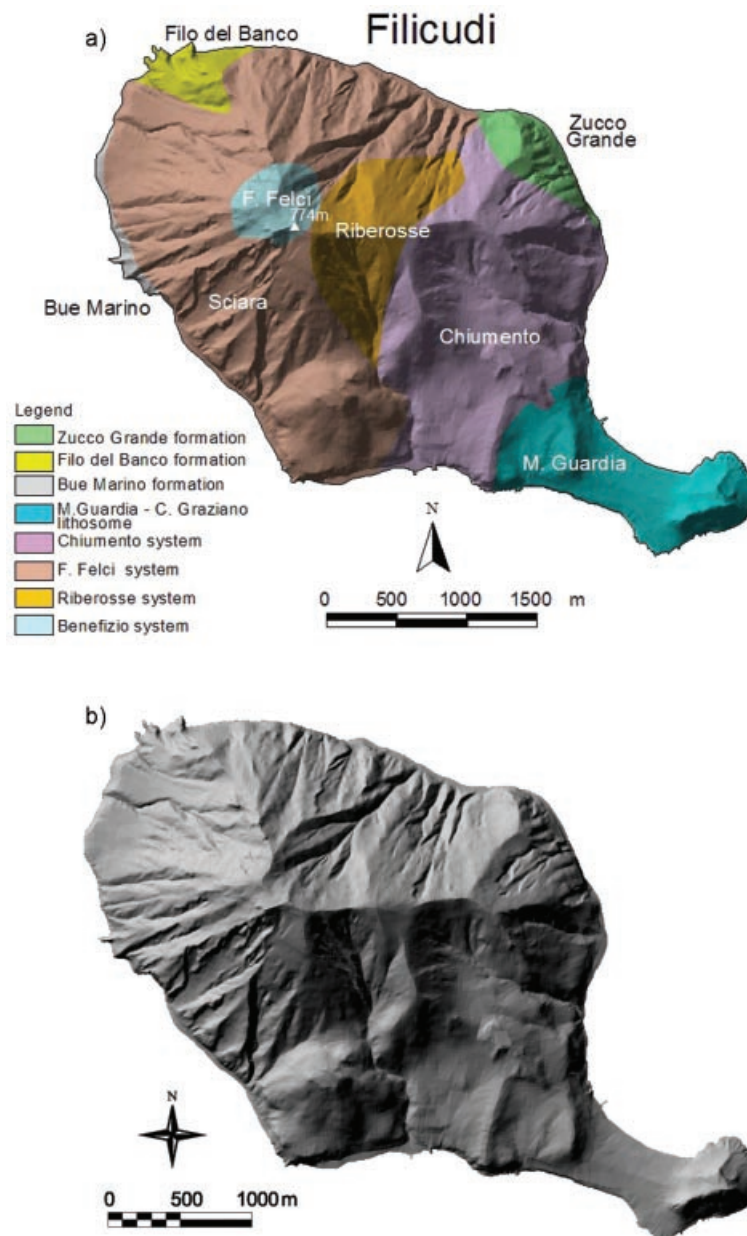 a)
Filicudi
Filo del Banco
Zucco
Grande
F. Felci
774m
Riberosse
Bue Marino
Sciara
Chiumento
M. Guardia
Legend
Zucco Grande formation
Filo del Banco formation
Bue Marino formation
M.Guardia - C. Graziano
lithosome
Chiumento system
F. Felci system
Riberosse system
Benefizio system
N
0 500 1000 1500 m
b)
N
0 500 1000m